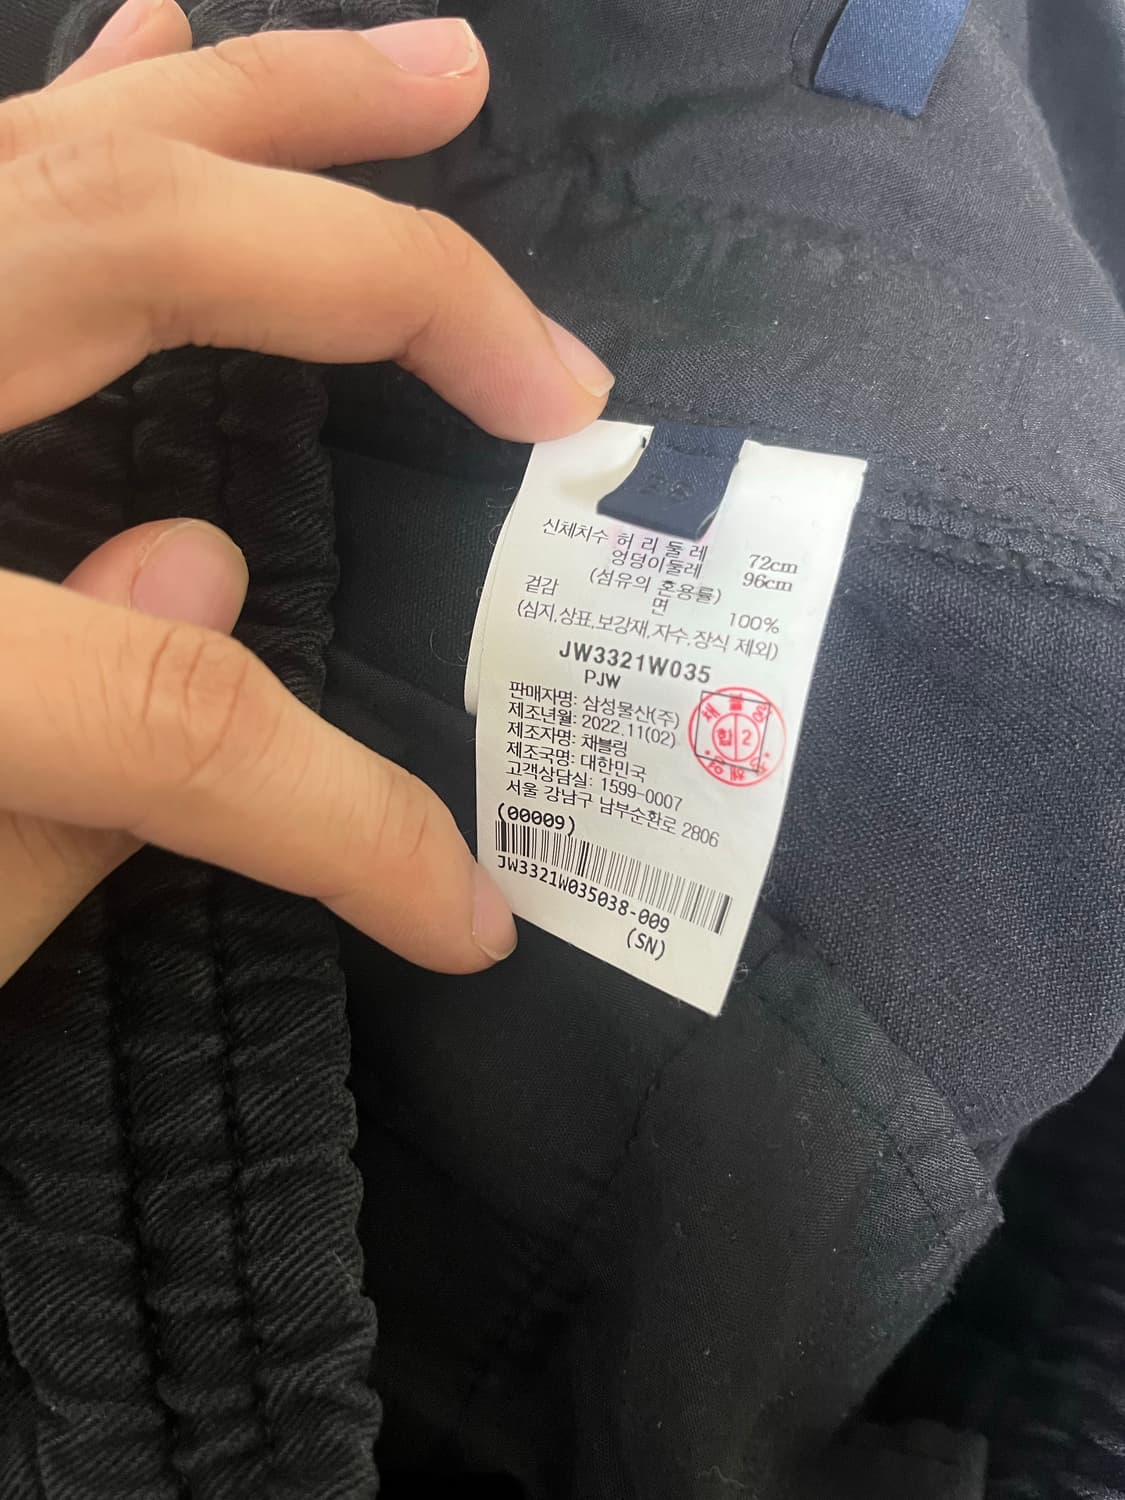 신체치수 허 리 둘 레 72cm
엉덩이둘레 96cm
(섬유의 혼용률)
겉감 면 100%
(심지,상표,보강재,자수,장식 제외)
JW3321W035
PJW
판매자명: 삼성물산(주)
제조년월: 2022.11(02)
제조자명: 채블링
제조국명: 대한민국
고객상담실: 1599-0007
서울 강남구 남부순환로 2806
(00009)
JW3321W035038-009
(SN)
합 2